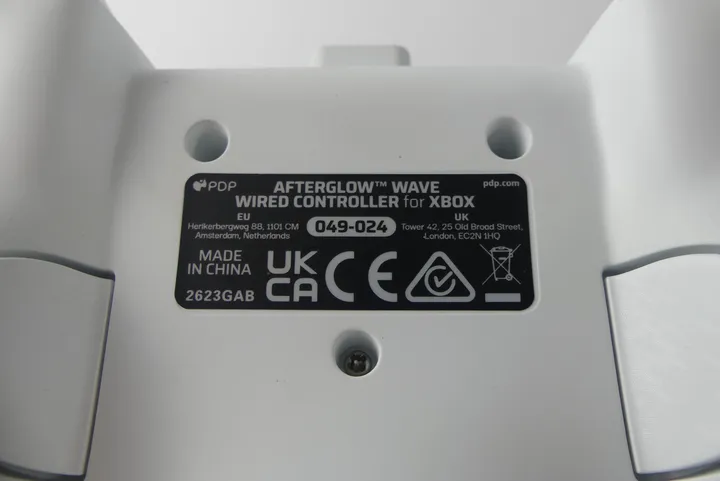 PDP
AFTERGLOW™ WAVE
pdp.com
WIRED CONTROLLER for XBOX
EU
Herikerbergweg 88, 1101 CM
Amsterdam, Netherlands
049-024
UK
Tower 42, 25 Old Broad Street,
London, EC2N 1HQ
MADE
IN CHINA
2623GAB
UK
CA
CE